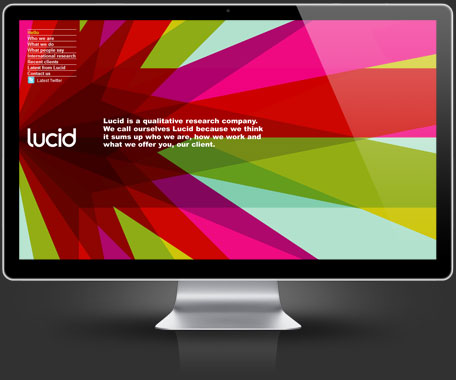 Hello
Who we are
What we do
What people say
International research
Recent clients
Latest from Lucid
Contact us
Latest Twitter
lucid
Lucid is a qualitative research company.
We call ourselves Lucid because we think
it sums up who we are, how we work and
what we offer you, our client.